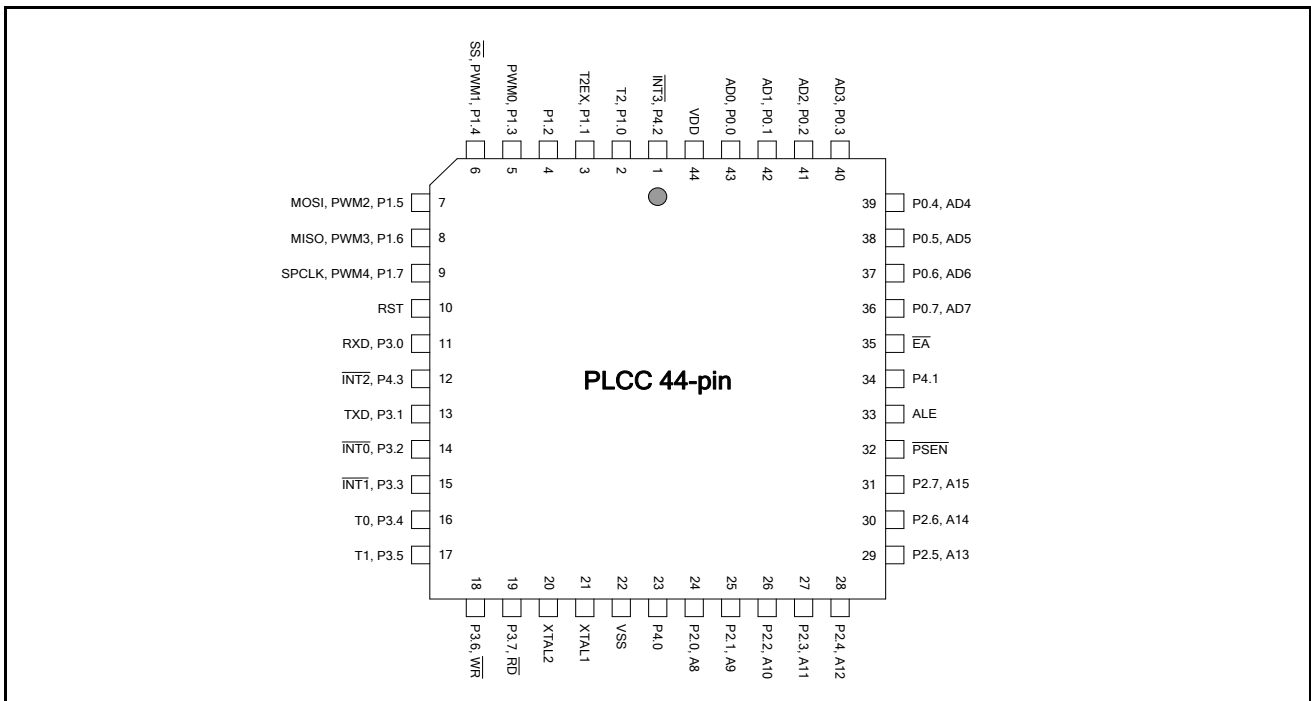 SS, PWM1, P1.4
PWM0, P1.3
P1.2
T2EX, P1.1
T2, P1.0
INT3, P4.2
VDD
AD0, P0.0
AD1, P0.1
AD2, P0.2
AD3, P0.3
6
5
4
3
2
1
44
43
42
41
40
MOSI, PWM2, P1.5 7
MISO, PWM3, P1.6 8
SPCLK, PWM4, P1.7 9
RST 10
RXD, P3.0 11
INT2, P4.3 12
TXD, P3.1 13
INT0, P3.2 14
INT1, P3.3 15
T0, P3.4 16
T1, P3.5 17
PLCC 44-pin
39 P0.4, AD4
38 P0.5, AD5
37 P0.6, AD6
36 P0.7, AD7
35 EA
34 P4.1
33 ALE
32 PSEN
31 P2.7, A15
30 P2.6, A14
29 P2.5, A13
18
19
20
21
22
23
24
25
26
27
28
P3.6, WR
P3.7, RD
XTAL2
XTAL1
VSS
P4.0
P2.0, A8
P2.1, A9
P2.2, A10
P2.3, A11
P2.4, A12